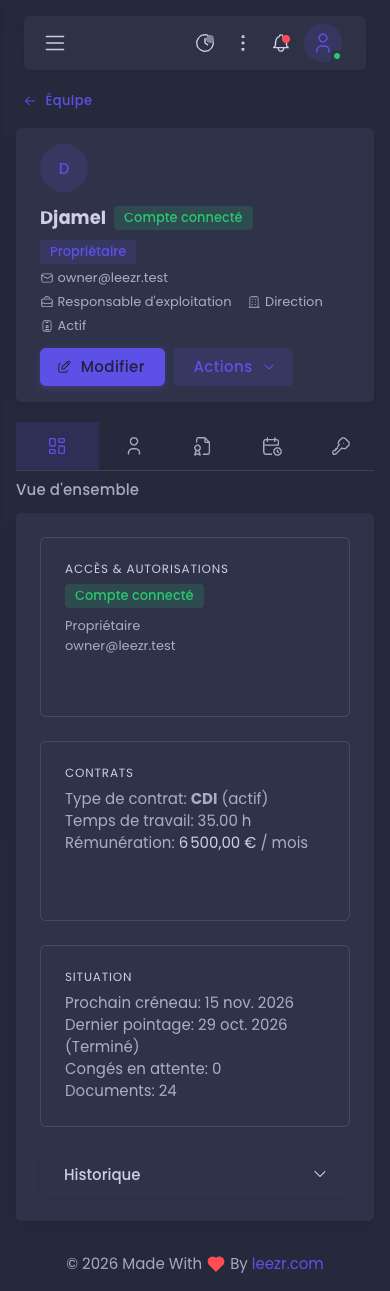 Équipe
D
Djamel Compte connecté
Propriétaire
owner@leezr.test
Responsable d'exploitation Direction
Actif
Modifier Actions
Vue d'ensemble
ACCÈS & AUTORISATIONS
Compte connecté
Propriétaire
owner@leezr.test
CONTRATS
Type de contrat: CDI (actif)
Temps de travail: 35.00 h
Rémunération: 6 500,00 € / mois
SITUATION
Prochain créneau: 15 nov. 2026
Dernier pointage: 29 oct. 2026
(Terminé)
Congés en attente: 0
Documents: 24
Historique
© 2026 Made With ❤ By leezr.com